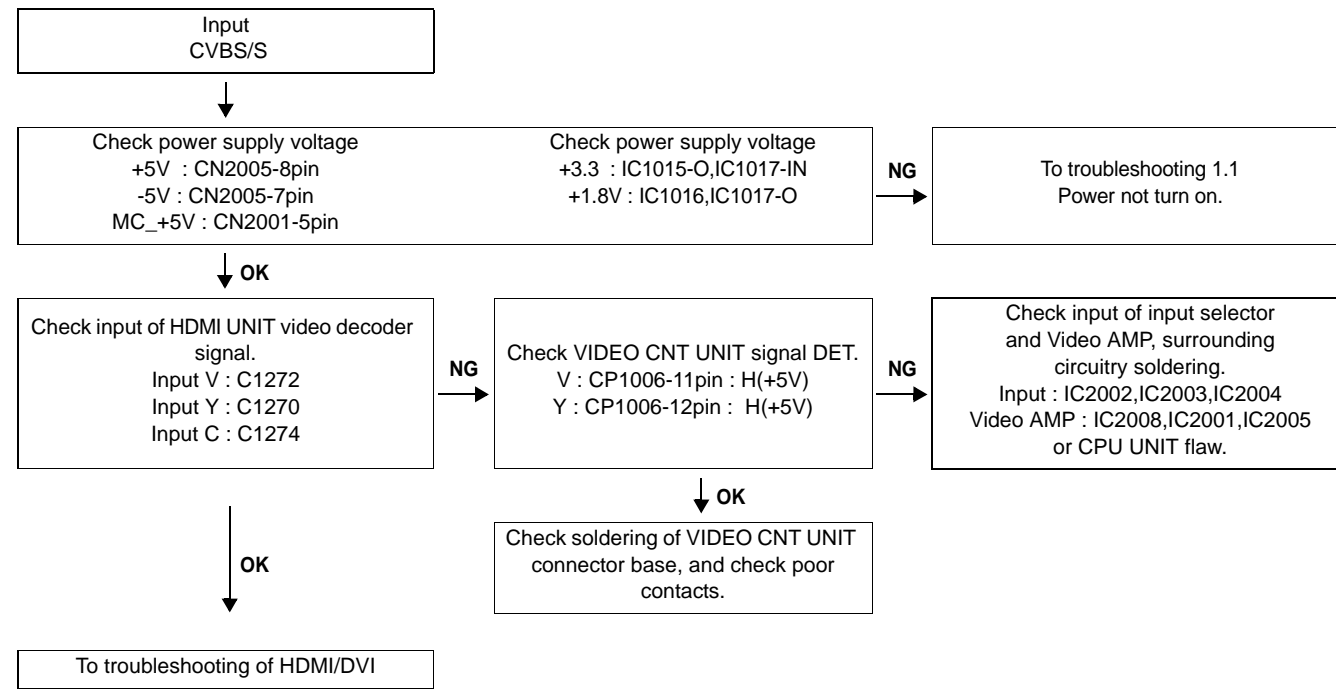 Input
CVBS/S
Check power supply voltage
+5V : CN2005-8pin
-5V : CN2005-7pin
MC_+5V : CN2001-5pin
Check power supply voltage
+3.3 : IC1015-O,IC1017-IN
+1.8V : IC1016,IC1017-O
NG
To troubleshooting 1.1
Power not turn on.
OK
Check input of HDMI UNIT video decoder
signal.
Input V : C1272
Input Y : C1270
Input C : C1274
NG
Check VIDEO CNT UNIT signal DET.
V : CP1006-11pin : H(+5V)
Y : CP1006-12pin : H(+5V)
NG
Check input of input selector
and Video AMP, surrounding
circuitry soldering.
Input : IC2002,IC2003,IC2004
Video AMP : IC2008,IC2001,IC2005
or CPU UNIT flaw.
OK
Check soldering of VIDEO CNT UNIT
connector base, and check poor
contacts.
OK
To troubleshooting of HDMI/DVI